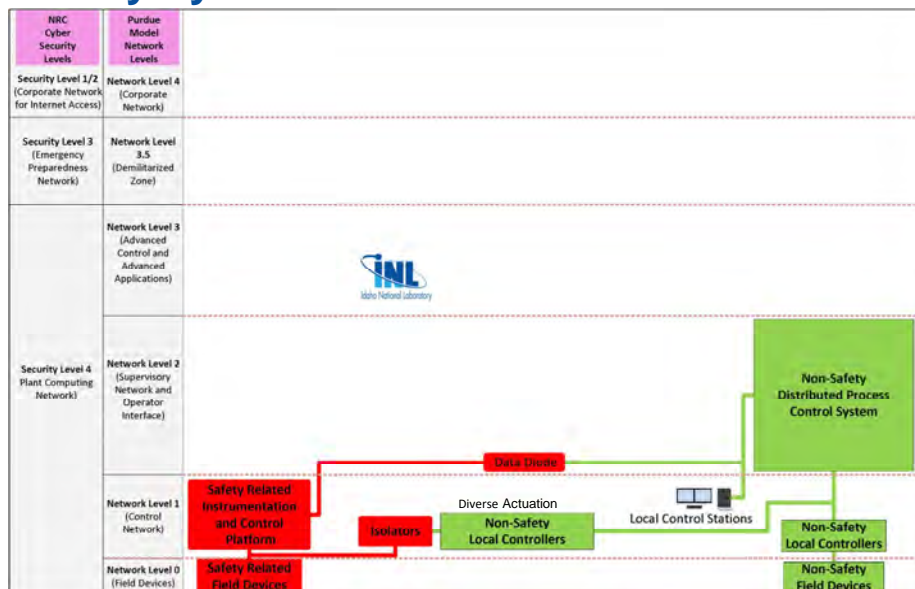 NRC
Cyber
Security
Levels
Purdue
Model
Network
Levels
Security Level 1/2
(Corporate Network
for Internet Access)
Network Level 4
(Corporate
Network)
Security Level 3
(Emergency
Preparedness
Network)
Network Level
3.5
(Demilitarized
Zone)
Network Level 3
(Advanced
Control and
Advanced
Applications)
INL
Idaho National Laboratory
Security Level 4
Plant Computing
Network)
Network Level 2
(Supervisory
Network and
Operator
Interface)
Non-Safety
Distributed Process
Control System
Data Diode
Network Level 1
(Control
Network)
Safety Related
Instrumentation
and Control
Platform
Isolators
Diverse Actuation
Non-Safety
Local Controllers
Local Control Stations
Non-Safety
Local Controllers
Network Level 0
(Field Devices)
Safety Related
Field Devices
Non-Safety
Field Devices